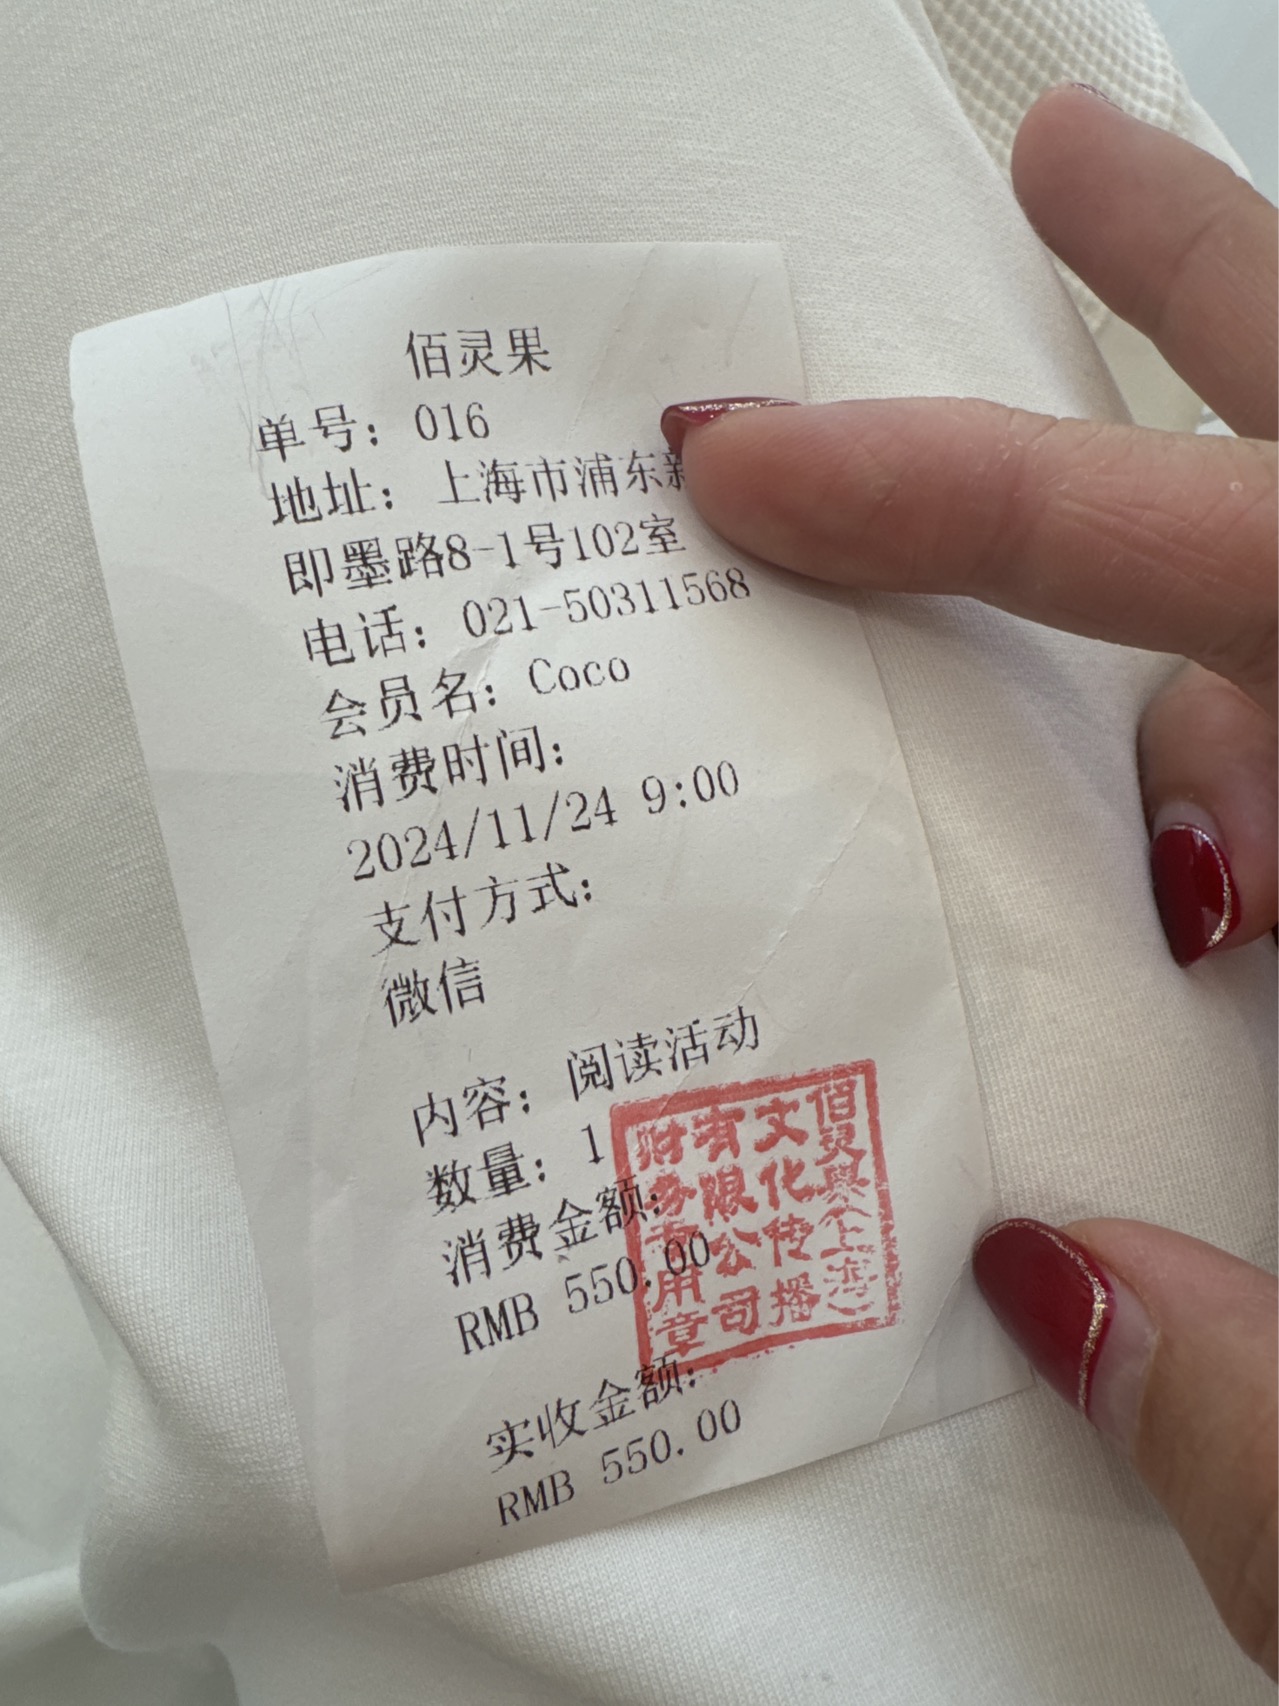 佰灵果
单号：016
地址：上海市浦东新
即墨路8-1号102室
电话：021-50311568
会员名：Coco
消费时间：
2024/11/24 9:00
支付方式：
微信
内容：阅读活动
数量：1
消费金额：
RMB 550.00
实收金额：
RMB 550.00
佰灵果（上海）
文化传播
有限公司
财务专用章